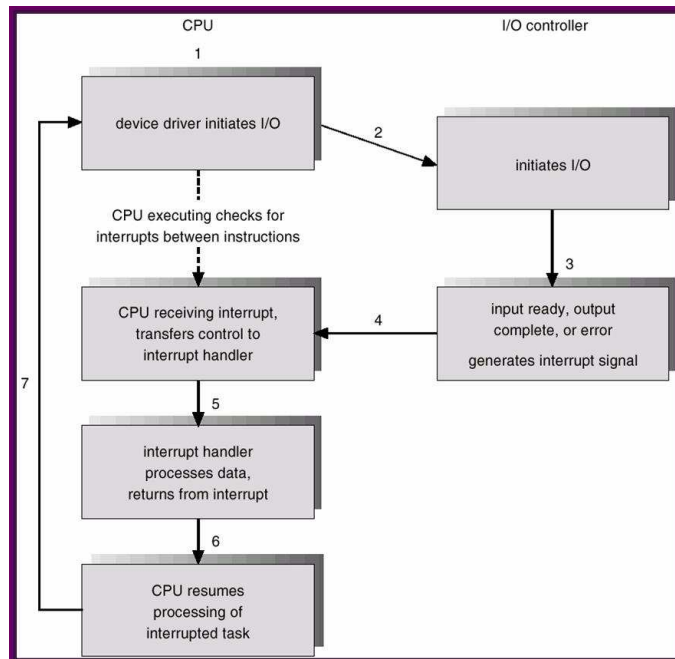 CPU
I/O controller
1
device driver initiates I/O
2
initiates I/O
CPU executing checks for
interrupts between instructions
3
CPU receiving interrupt,
transfers control to
interrupt handler
4
input ready, output
complete, or error
generates interrupt signal
7
5
interrupt handler
processes data,
returns from interrupt
6
CPU resumes
processing of
interrupted task